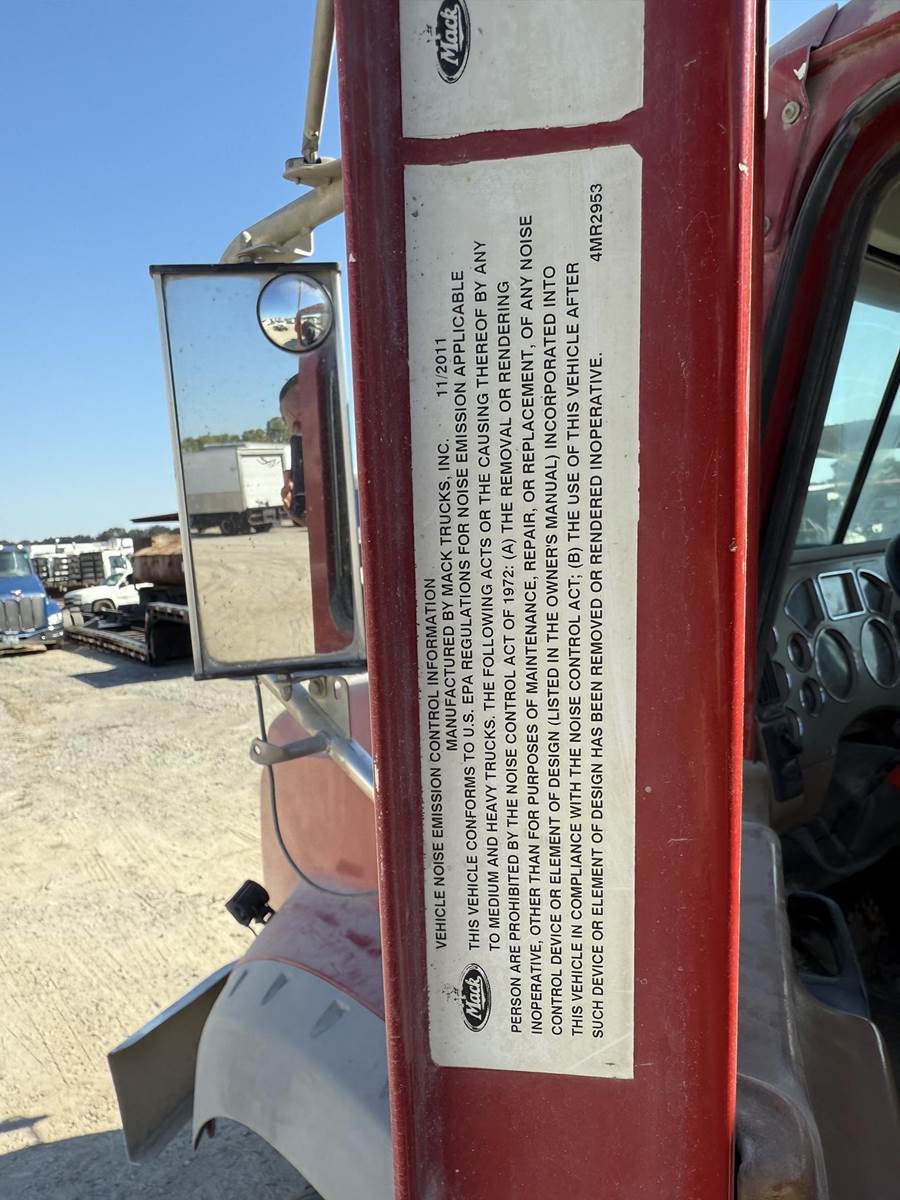 Mack
VEHICLE NOISE EMISSION CONTROL INFORMATION
MANUFACTURED BY MACK TRUCKS, INC. 11/2011
THIS VEHICLE CONFORMS TO U.S. EPA REGULATIONS FOR NOISE EMISSION APPLICABLE
TO MEDIUM AND HEAVY TRUCKS. THE FOLLOWING ACTS OR THE CAUSING THEREOF BY ANY
PERSON ARE PROHIBITED BY THE NOISE CONTROL ACT OF 1972: (A) THE REMOVAL OR RENDERING
INOPERATIVE, OTHER THAN FOR PURPOSES OF MAINTENANCE, REPAIR, OR REPLACEMENT, OF ANY NOISE
CONTROL DEVICE OR ELEMENT OF DESIGN (LISTED IN THE OWNER'S MANUAL) INCORPORATED INTO
THIS VEHICLE IN COMPLIANCE WITH THE NOISE CONTROL ACT; (B) THE USE OF THIS VEHICLE AFTER
SUCH DEVICE OR ELEMENT OF DESIGN HAS BEEN REMOVED OR RENDERED INOPERATIVE.
4MR2953
Mack